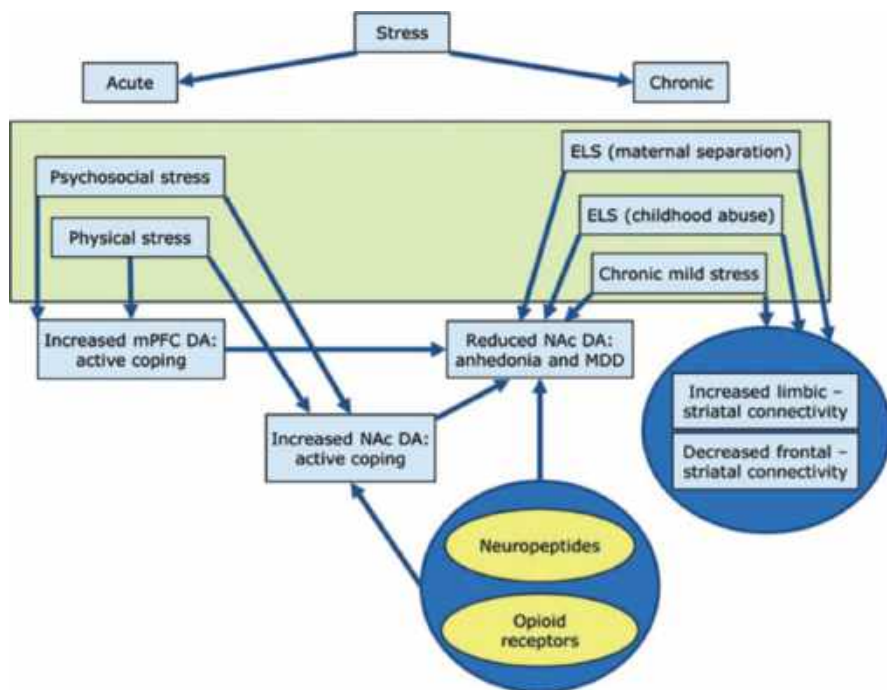 Stress
Acute
Chronic
ELS (maternal separation)
Psychosocial stress
ELS (childhood abuse)
Physical stress
Chronic mild stress
Increased mPFC DA:
active coping
Reduced NAc DA:
anhedonia and MDD
Increased limbic –
striatal connectivity
Decreased frontal –
striatal connectivity
Increased NAc DA:
active coping
Neuropeptides
Opioid
receptors